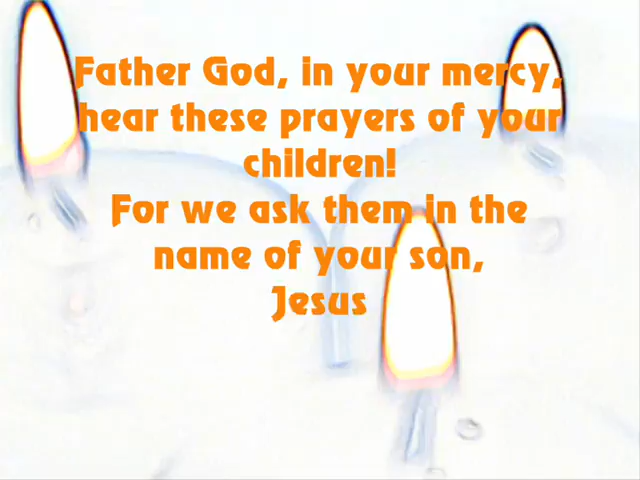 Father God, in your mercy,
hear these prayers of your
children!
For we ask them in the
name of your son,
Jesus